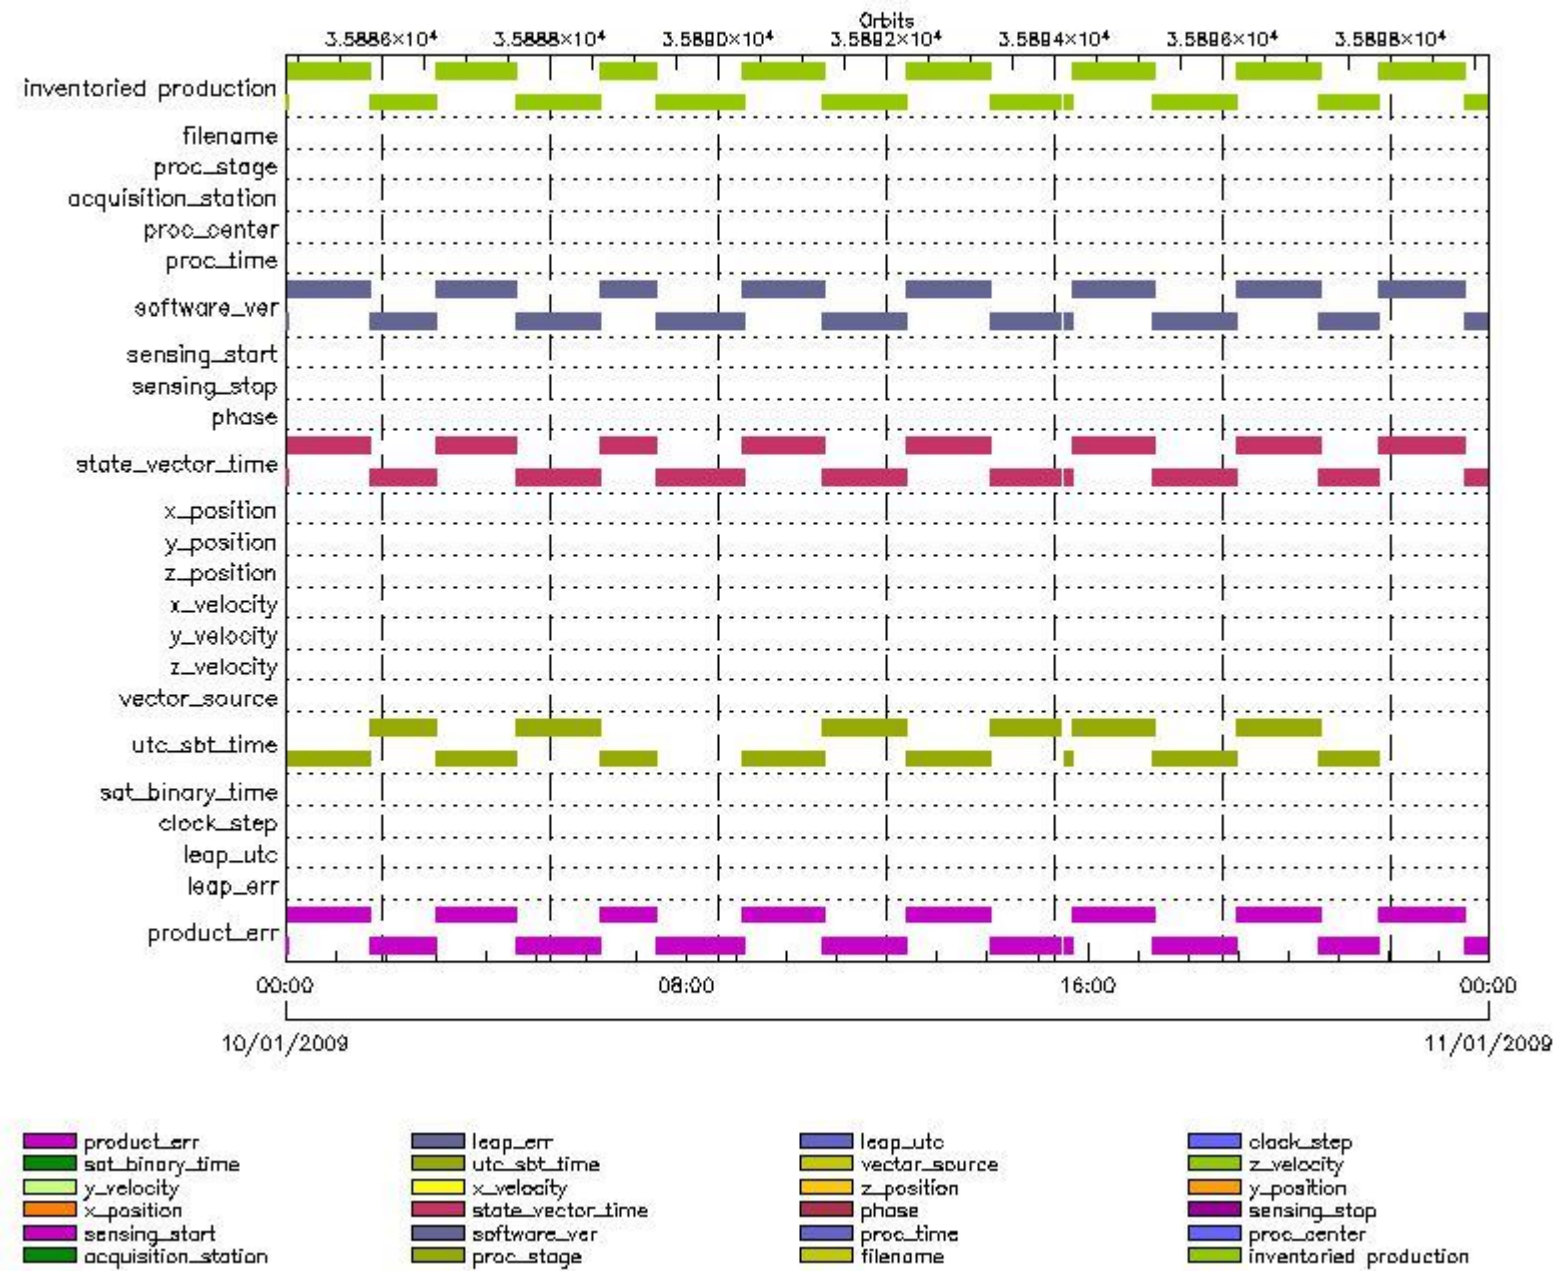 Orbits
3.5886×10⁴ 3.5888×10⁴ 3.5890×10⁴ 3.5892×10⁴ 3.5894×10⁴ 3.5896×10⁴ 3.5898×10⁴
inventoried production
filename
proc_stage
acquisition_station
proc_center
proc_time
software_ver
sensing_start
sensing_stop
phase
state_vector_time
x_position
y_position
z_position
x_velocity
y_velocity
z_velocity
vector_source
utc_sbt_time
sat_binary_time
clock_step
leap_utc
leap_err
product_err
00:00 08:00 16:00 00:00
10/01/2009 11/01/2009
product_err leap_err leap_utc clock_step
sat_binary_time utc_sbt_time vector_source z_velocity
y_velocity x_velocity z_position y_position
x_position state_vector_time phase sensing_stop
sensing_start software_ver proc_time proc_center
acquisition_station proc_stage filename inventoried production